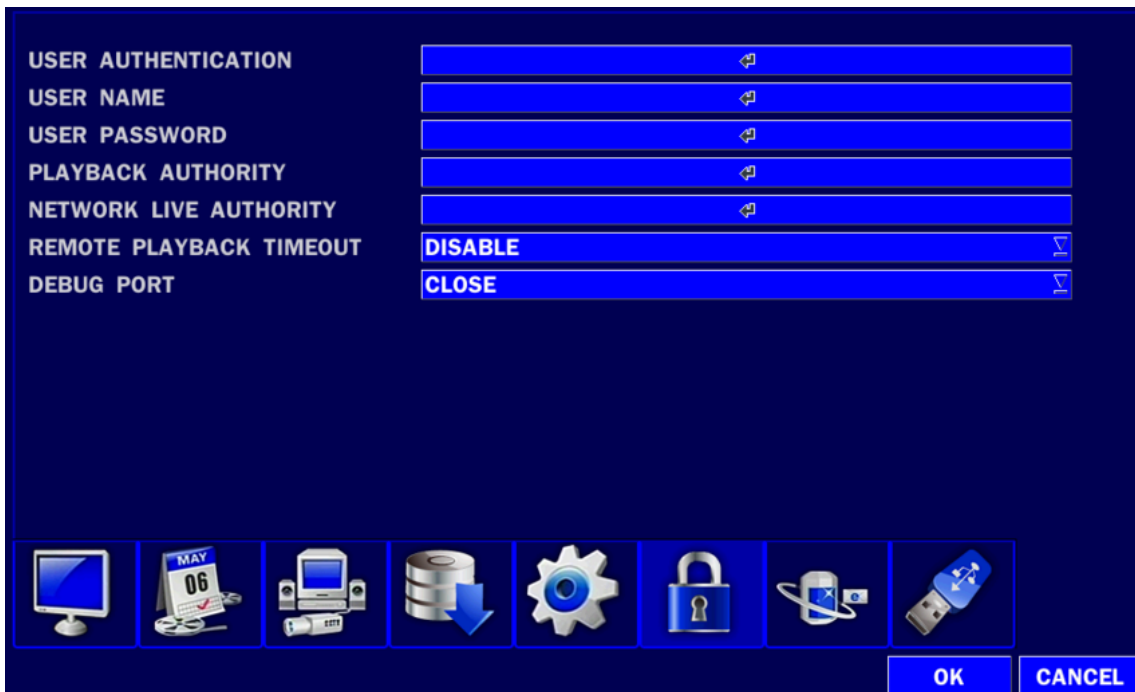 USER AUTHENTICATION
USER NAME
USER PASSWORD
PLAYBACK AUTHORITY
NETWORK LIVE AUTHORITY
REMOTE PLAYBACK TIMEOUT DISABLE
DEBUG PORT CLOSE
MAY
06
CCTV
OK CANCEL